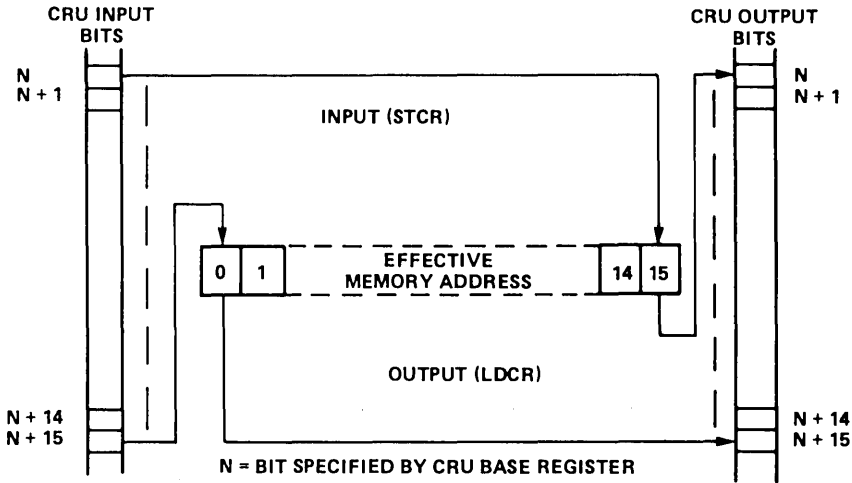 CRU INPUT
BITS
CRU OUTPUT
BITS
N
N + 1
N
N + 1
INPUT (STCR)
0 1
EFFECTIVE
MEMORY ADDRESS
14 15
OUTPUT (LDCR)
N + 14
N + 15
N + 14
N + 15
N = BIT SPECIFIED BY CRU BASE REGISTER